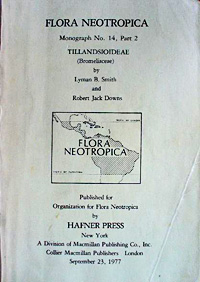 FLORA NEOTROPICA
Monograph No. 14, Part 2
TILLANDSIOIDEAE
(Bromeliaceae)
by
Lyman B. Smith
and
Robert Jack Downs
FLORA
NEOTROPICA
Published for
Organization for Flora Neotropica
by
HAFNER PRESS
New York
A Division of Macmillan Publishing Co., Inc.
Collier Macmillan Publishers London
September 23, 1977